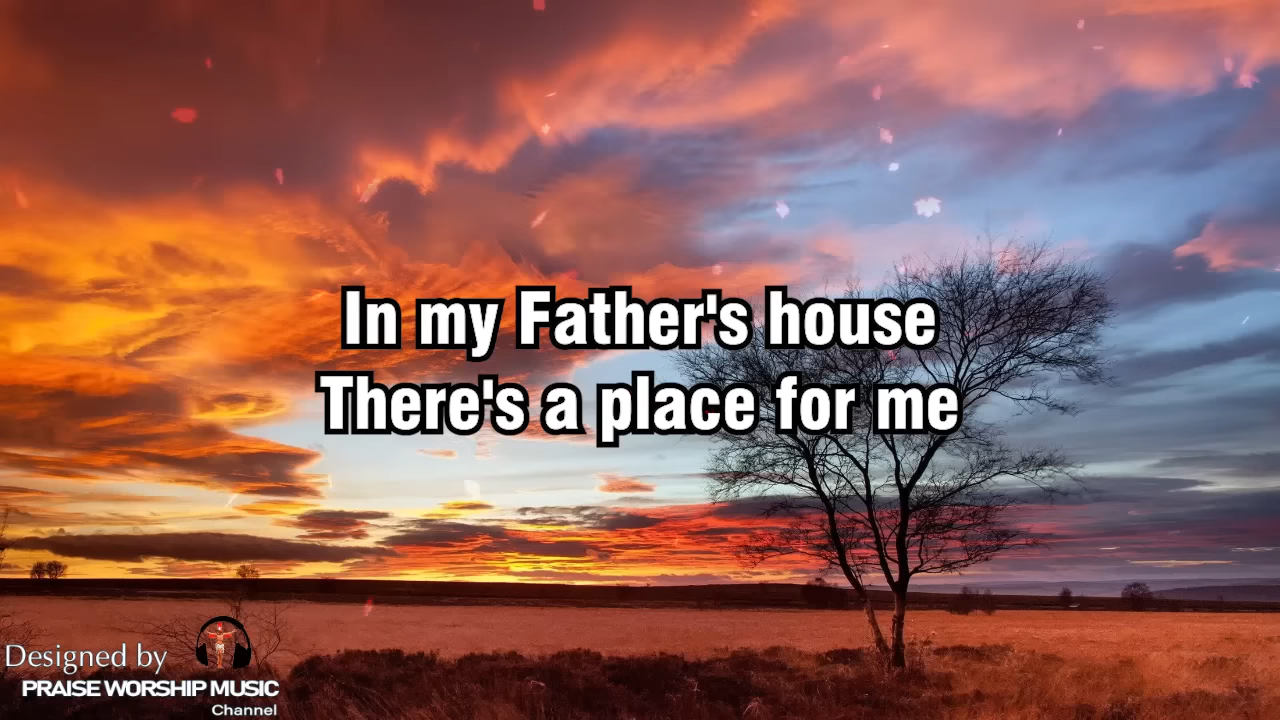 In my Father's house
There's a place for me
Designed by
PRAISE WORSHIP MUSIC
Channel